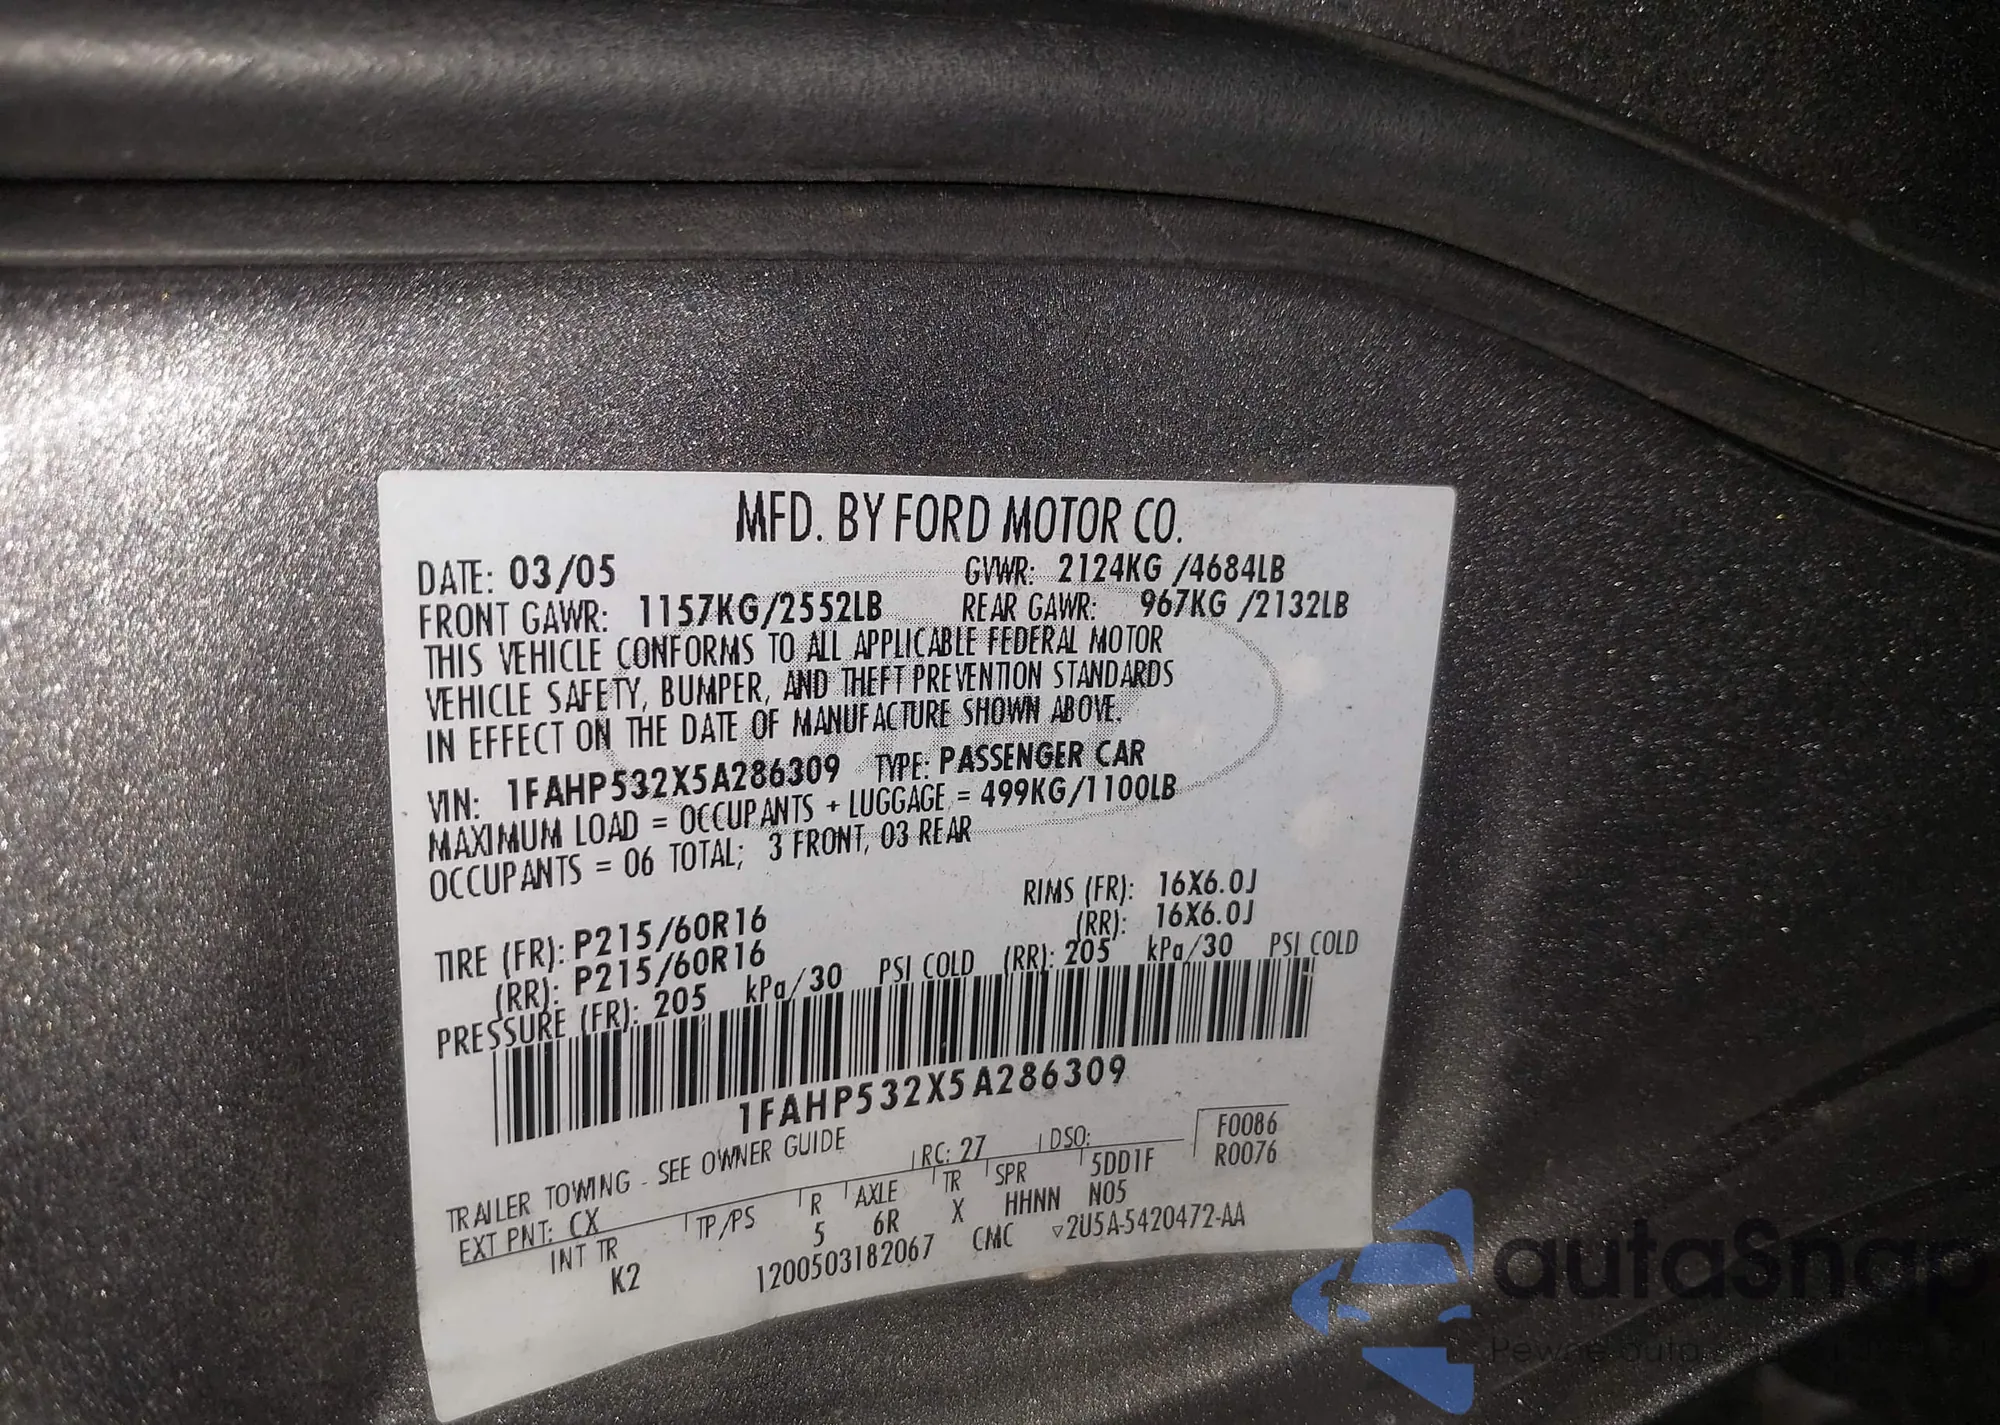 MFD. BY FORD MOTOR CO.
DATE: 03/05 GVWR: 2124KG /4684LB
FRONT GAWR: 1157KG/2552LB REAR GAWR: 967KG /2132LB
THIS VEHICLE CONFORMS TO ALL APPLICABLE FEDERAL MOTOR
VEHICLE SAFETY, BUMPER, AND THEFT PREVENTION STANDARDS
IN EFFECT ON THE DATE OF MANUFACTURE SHOWN ABOVE.
VIN: 1FAHP532X5A286309 TYPE: PASSENGER CAR
MAXIMUM LOAD = OCCUPANTS + LUGGAGE = 499KG/1100LB
OCCUPANTS = 06 TOTAL; 3 FRONT, 03 REAR
TIRE (FR): P215/60R16 RIMS (FR): 16X6.0J
(RR): P215/60R16 (RR): 16X6.0J
PRESSURE (FR): 205 kPa/30 PSI COLD (RR): 205 kPa/30 PSI COLD
1FAHP532X5A286309
TRAILER TOWING - SEE OWNER GUIDE
EXT PNT: CX RC: 27 DSO: F0086
INT TR TP/PS R AXLE TR SPR 5DD1F R0076
K2 5 6R X HHNN N05
1200503182067 CMC ▽2U5A-5420472-AA
autaSnap
Pewne auto